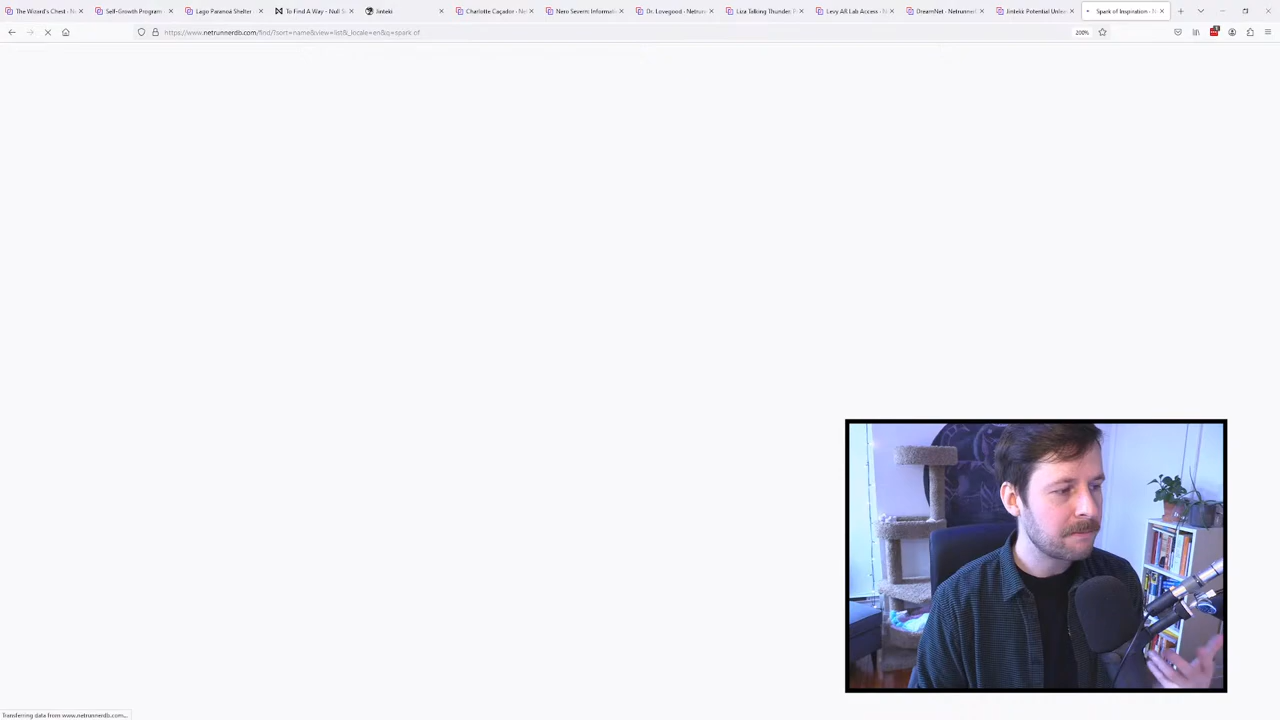 The Wizard's Chest - N
Self-Growth Program -
Lago Paranoá Shelter -
To Find A Way - Null S
Jinteki
Charlotte Caçador - Ne
Nero Severn: Informati
Dr. Lovegood - Netrun
Liza Talking Thunder: P
Levy AR Lab Access - N
DreamNet - Netrunner
Jinteki: Potential Unle
Spark of Inspiration - N
https://www.netrunnerdb.com/find/?sort=name&view=list&_locale=en&q=spark.of
200%
Transferring data from www.netrunnerdb.com...